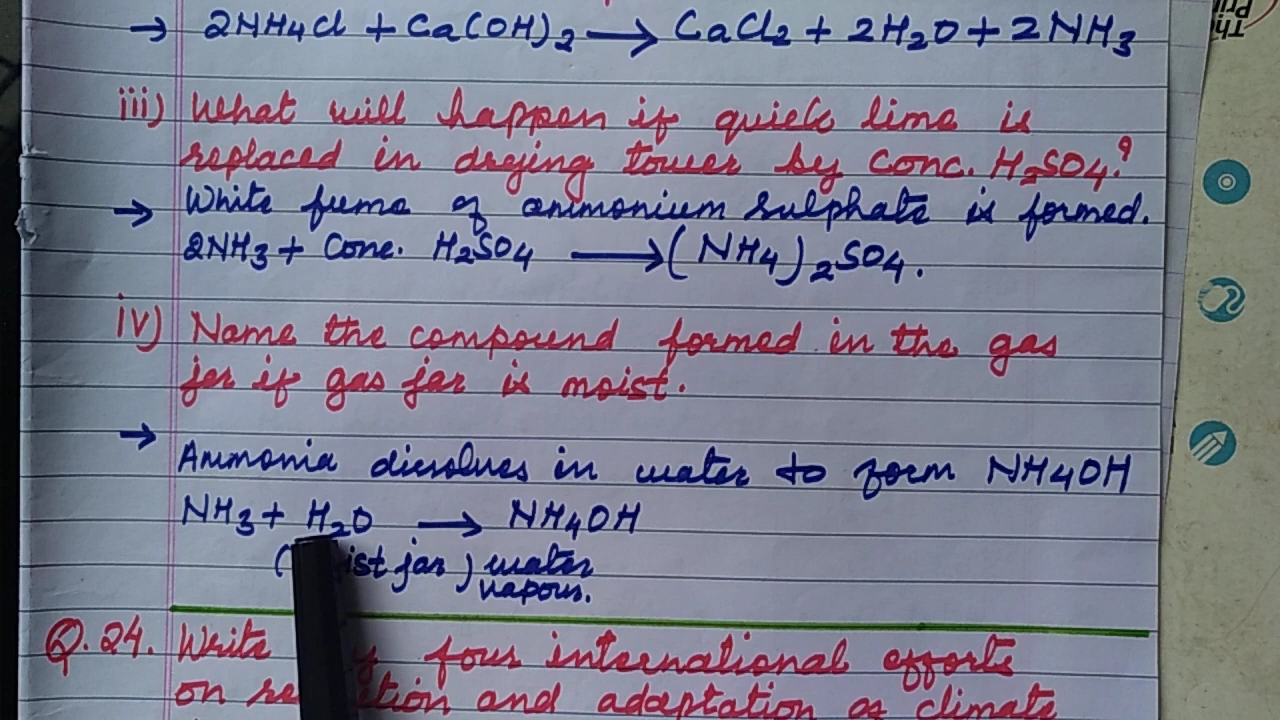 → 2NH4Cl + Ca(OH)2 → CaCl2 + 2H2O + 2NH3
iii) What will happen if quick lime is
replaced in drying tower by Conc. H2SO4?
→ White fume of ammonium sulphate is formed.
2NH3 + Conc. H2SO4 → (NH4)2SO4.
iv) Name the compound formed in the gas
jar if gas jar is moist.
→ Ammonia dissolves in water to form NH4OH
NH3 + H2O → NH4OH
ist jar) water
vapour.
Q.24. Write four international efforts
on and adaptation of climate